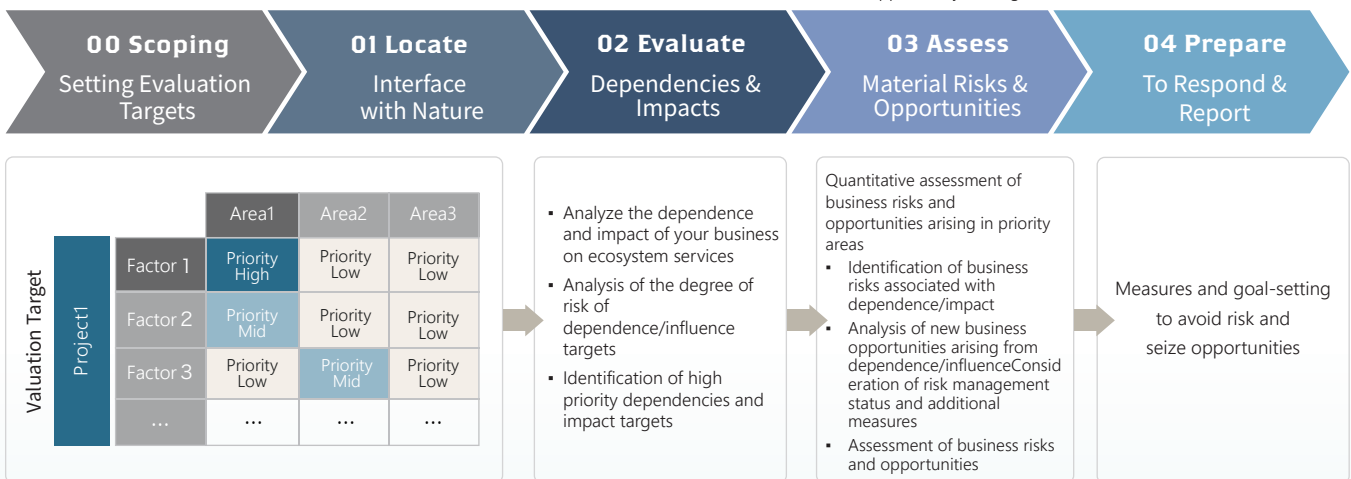 00 Scoping
Setting Evaluation
Targets
01 Locate
Interface
with Nature
02 Evaluate
Dependencies &
Impacts
03 Assess
Material Risks &
Opportunities
04 Prepare
To Respond &
Report
Valuation Target
Project1
Area1 Area2 Area3
Factor 1 Priority High Priority Low Priority Low
Factor 2 Priority Mid Priority Low Priority Low
Factor 3 Priority Low Priority Mid Priority Low
... ... ... ...
▪ Analyze the dependence
and impact of your business
on ecosystem services
▪ Analysis of the degree of
risk of
dependence/influence
targets
▪ Identification of high
priority dependencies and
impact targets
Quantitative assessment of
business risks and
opportunities arising in priority
areas
▪ Identification of business
risks associated with
dependence/impact
▪ Analysis of new business
opportunities arising from
dependence/influenceConsid
eration of risk management
status and additional
measures
▪ Assessment of business risks
and opportunities
Measures and goal-setting
to avoid risk and
seize opportunities